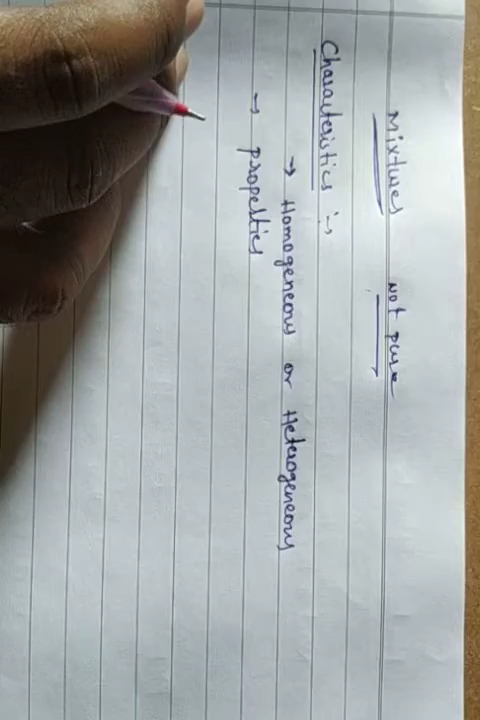 Mixtures not pure
Characteristics :-
→ Homogeneous or Heterogeneous
→ properties